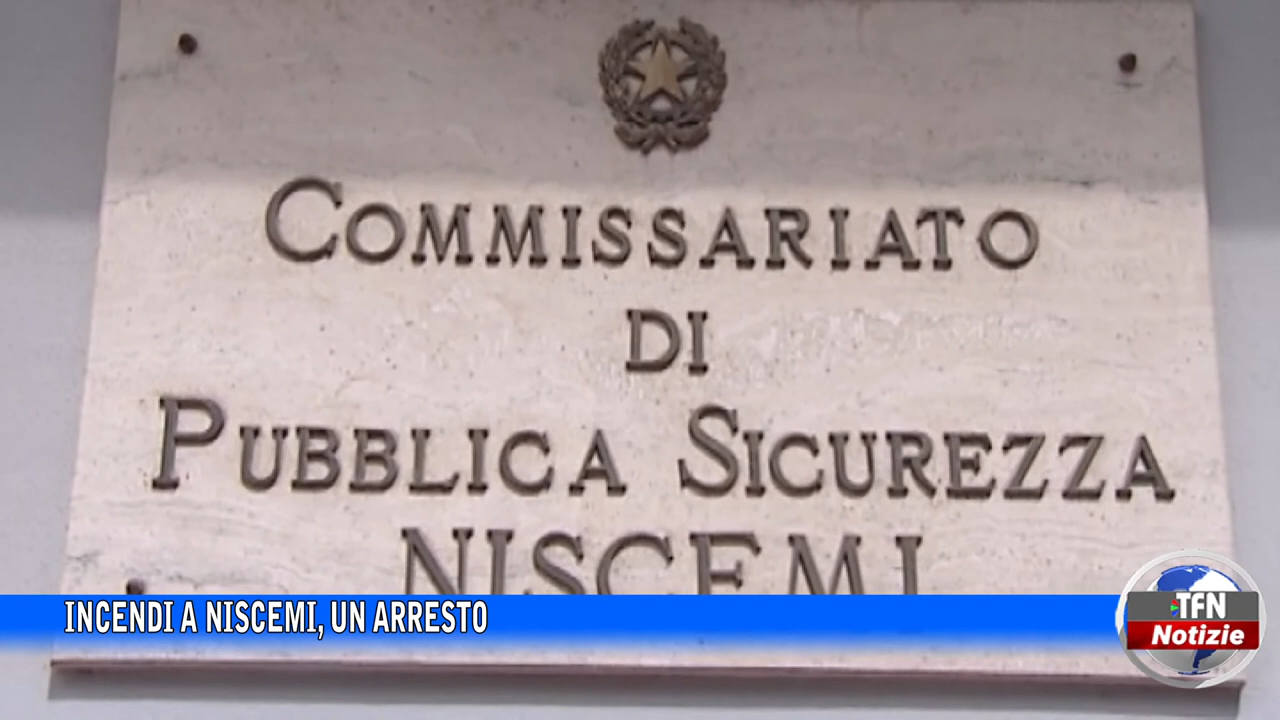 COMMISSARIATO
DI
PUBBLICA SICUREZZA
NISCEMI
INCENDI A NISCEMI, UN ARRESTO
TFN
Notizie